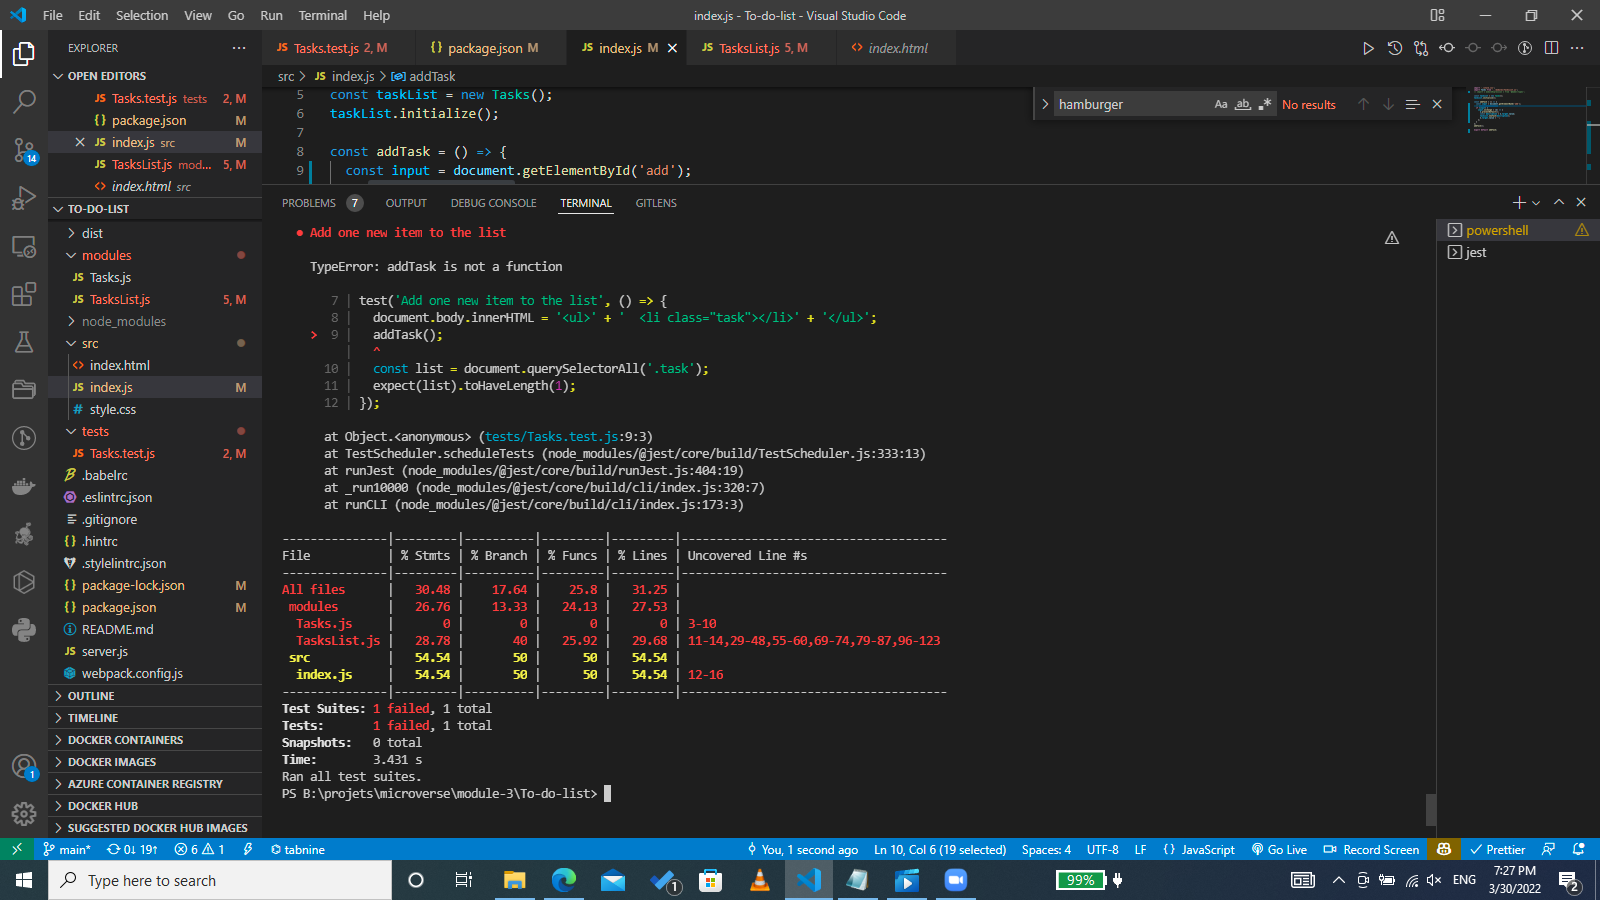 File Edit Selection View Go Run Terminal Help
index.js - To-do-list - Visual Studio Code
EXPLORER
OPEN EDITORS
JS Tasks.test.js tests 2, M
{} package.json M
JS index.js src M
JS TasksList.js mod... 5, M
<> index.html src
TO-DO-LIST
dist
modules
JS Tasks.js
JS TasksList.js 5, M
node_modules
src
<> index.html
JS index.js M
# style.css
tests
JS Tasks.test.js 2, M
.babelrc
.eslintrc.json
.gitignore
{} .hintrc
.stylelintrc.json
{} package-lock.json M
{} package.json M
README.md
JS server.js
webpack.config.js
OUTLINE
TIMELINE
DOCKER CONTAINERS
DOCKER IMAGES
AZURE CONTAINER REGISTRY
DOCKER HUB
SUGGESTED DOCKER HUB IMAGES
14
1
JS Tasks.test.js 2, M
{} package.json M
JS index.js M
JS TasksList.js 5, M
<> index.html
src > JS index.js > addTask
5 const taskList = new Tasks();
6 taskList.initialize();
7
8 const addTask = () => {
9 const input = document.getElementById('add');
hamburger Aa ab .* No results
PROBLEMS 7 OUTPUT DEBUG CONSOLE TERMINAL GITLENS
powershell
jest
● Add one new item to the list
TypeError: addTask is not a function
7 | test('Add one new item to the list', () => {
8 | document.body.innerHTML = '<ul>' + '  <li class="task"></li>' + '</ul>';
> 9 | addTask();
| ^
10 | const list = document.querySelectorAll('.task');
11 | expect(list).toHaveLength(1);
12 | });
at Object.<anonymous> (tests/Tasks.test.js:9:3)
at TestScheduler.scheduleTests (node_modules/@jest/core/build/TestScheduler.js:333:13)
at runJest (node_modules/@jest/core/build/runJest.js:404:19)
at _run10000 (node_modules/@jest/core/build/cli/index.js:320:7)
at runCLI (node_modules/@jest/core/build/cli/index.js:173:3)
---------------|---------|----------|---------|---------|--------------------------------------
File | % Stmts | % Branch | % Funcs | % Lines | Uncovered Line #s
---------------|---------|----------|---------|---------|--------------------------------------
All files | 30.48 | 17.64 | 25.8 | 31.25 |
modules | 26.76 | 13.33 | 24.13 | 27.53 |
Tasks.js | 0 | 0 | 0 | 0 | 3-10
TasksList.js | 28.78 | 40 | 25.92 | 29.68 | 11-14,29-48,55-60,69-74,79-87,96-123
src | 54.54 | 50 | 50 | 54.54 |
index.js | 54.54 | 50 | 50 | 54.54 | 12-16
---------------|---------|----------|---------|---------|--------------------------------------
Test Suites: 1 failed, 1 total
Tests: 1 failed, 1 total
Snapshots: 0 total
Time: 3.431 s
Ran all test suites.
PS B:\projets\microverse\module-3\To-do-list>
main* 0↓ 19↑ 6 1 tabnine
You, 1 second ago Ln 10, Col 6 (19 selected) Spaces: 4 UTF-8 LF {} JavaScript Go Live Record Screen Prettier
Type here to search
1
99%
ENG
7:27 PM
3/30/2022
2